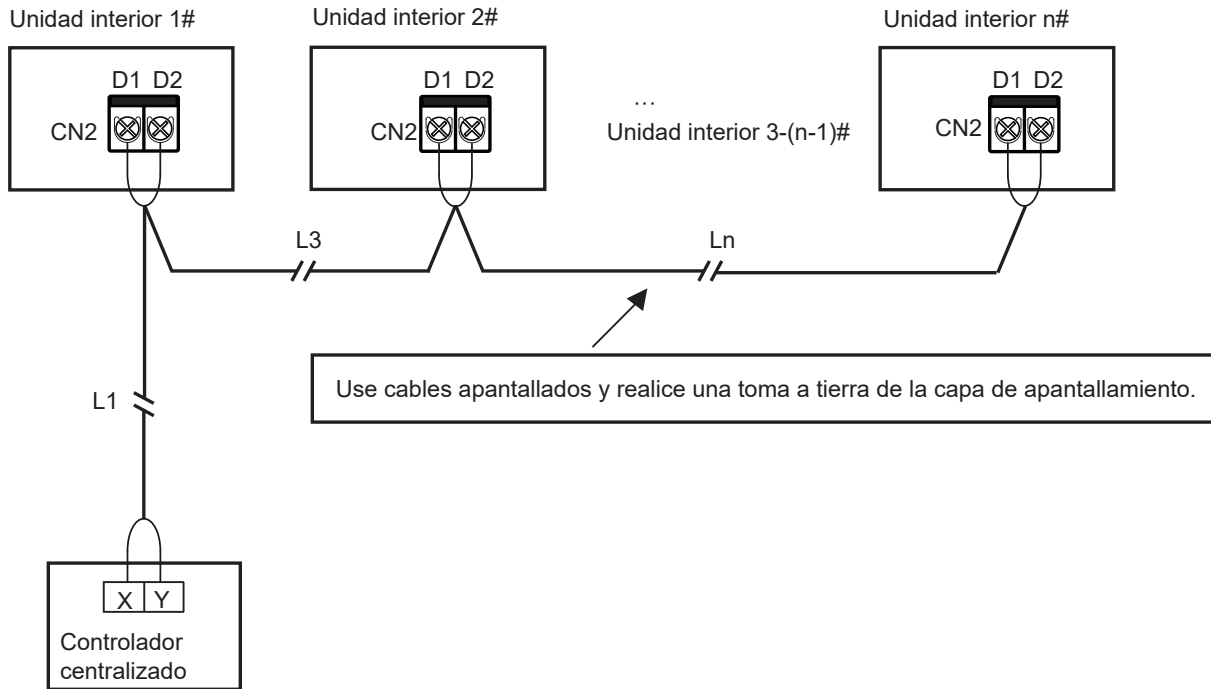 Unidad interior 1#
Unidad interior 2#
Unidad interior n#
D1 D2
D1 D2
D1 D2
CN2
CN2
CN2
...
Unidad interior 3-(n-1)#
L3
Ln
Use cables apantallados y realice una toma a tierra de la capa de apantallamiento.
L1
X Y
Controlador
centralizado